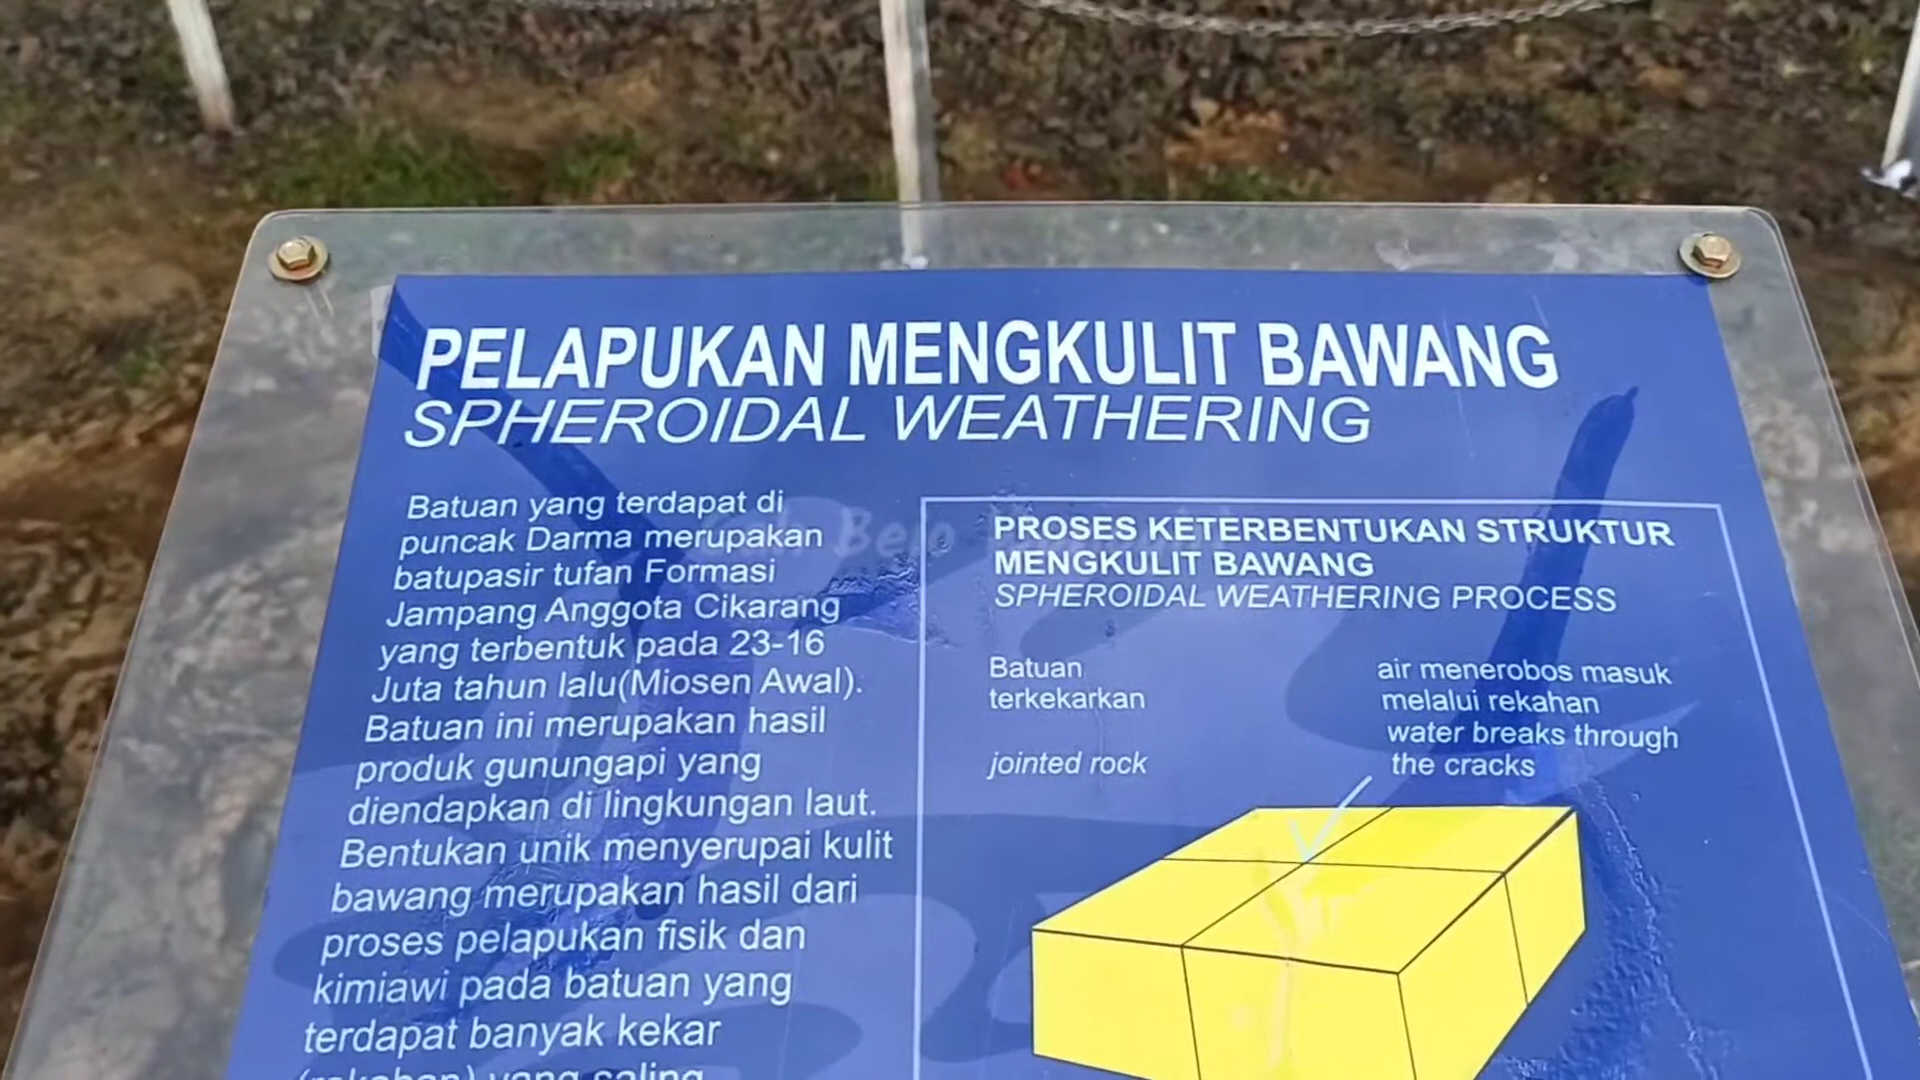 PELAPUKAN MENGKULIT BAWANG
SPHEROIDAL WEATHERING
Batuan yang terdapat di
puncak Darma merupakan
batupasir tufan Formasi
Jampang Anggota Cikarang
yang terbentuk pada 23-16
Juta tahun lalu(Miosen Awal).
Batuan ini merupakan hasil
produk gunungapi yang
diendapkan di lingkungan laut.
Bentukan unik menyerupai kulit
bawang merupakan hasil dari
proses pelapukan fisik dan
kimiawi pada batuan yang
terdapat banyak kekar
(rekahan) yang saling
PROSES KETERBENTUKAN STRUKTUR
MENGKULIT BAWANG
SPHEROIDAL WEATHERING PROCESS
Batuan
terkekarkan
jointed rock
air menerobos masuk
melalui rekahan
water breaks through
the cracks